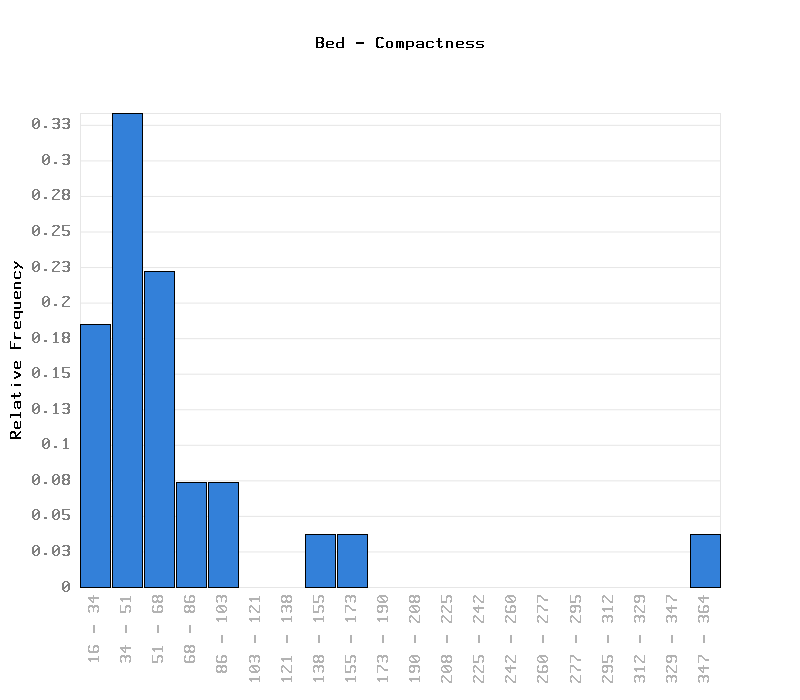 Bed - Compactness
Relative Frequency
0.33
0.3
0.28
0.25
0.23
0.2
0.18
0.15
0.13
0.1
0.08
0.05
0.03
0
16 - 34
34 - 51
51 - 68
68 - 86
86 - 103
103 - 121
121 - 138
138 - 155
155 - 173
173 - 190
190 - 208
208 - 225
225 - 242
242 - 260
260 - 277
277 - 295
295 - 312
312 - 329
329 - 347
347 - 364